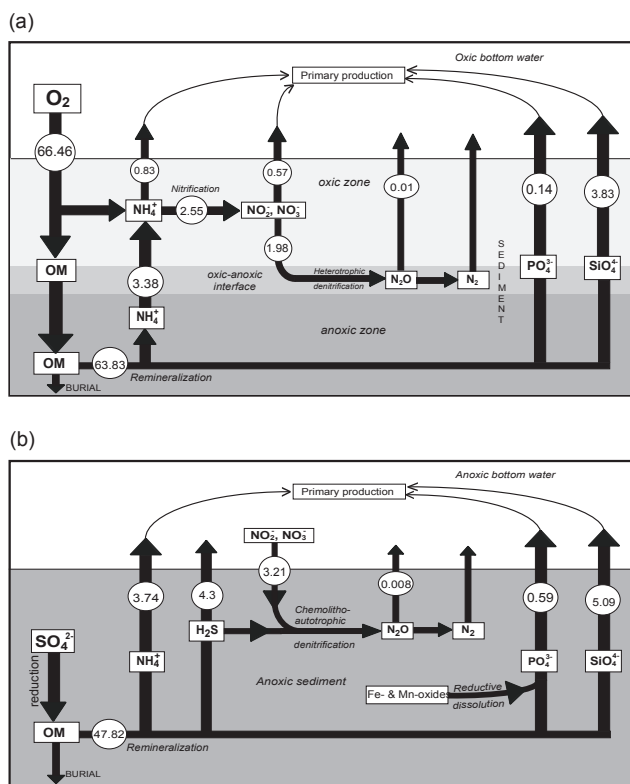 (a)
Oxic bottom water
Primary production
O₂
66.46
0.83
0.57
oxic zone
0.01
0.14
3.83
Nitrification
NH₄⁺
2.55
NO₂⁻, NO₃⁻
1.98
SEDIMENT
OM
oxic-anoxic
interface
Heterotrophic
denitrification
N₂O
N₂
PO₄³⁻
SiO₄⁴⁻
3.38
NH₄⁺
anoxic zone
OM
63.83
Remineralization
BURIAL
(b)
Anoxic bottom water
Primary production
NO₂⁻, NO₃⁻
3.21
3.74
4.3
0.008
0.59
5.09
Chemolitho-
autotrophic
denitrification
SO₄²⁻
reduction
H₂S
N₂O
N₂
NH₄⁺
PO₄³⁻
SiO₄⁴⁻
Anoxic sediment
Fe- & Mn-oxides
Reductive
dissolution
OM
47.82
Remineralization
BURIAL